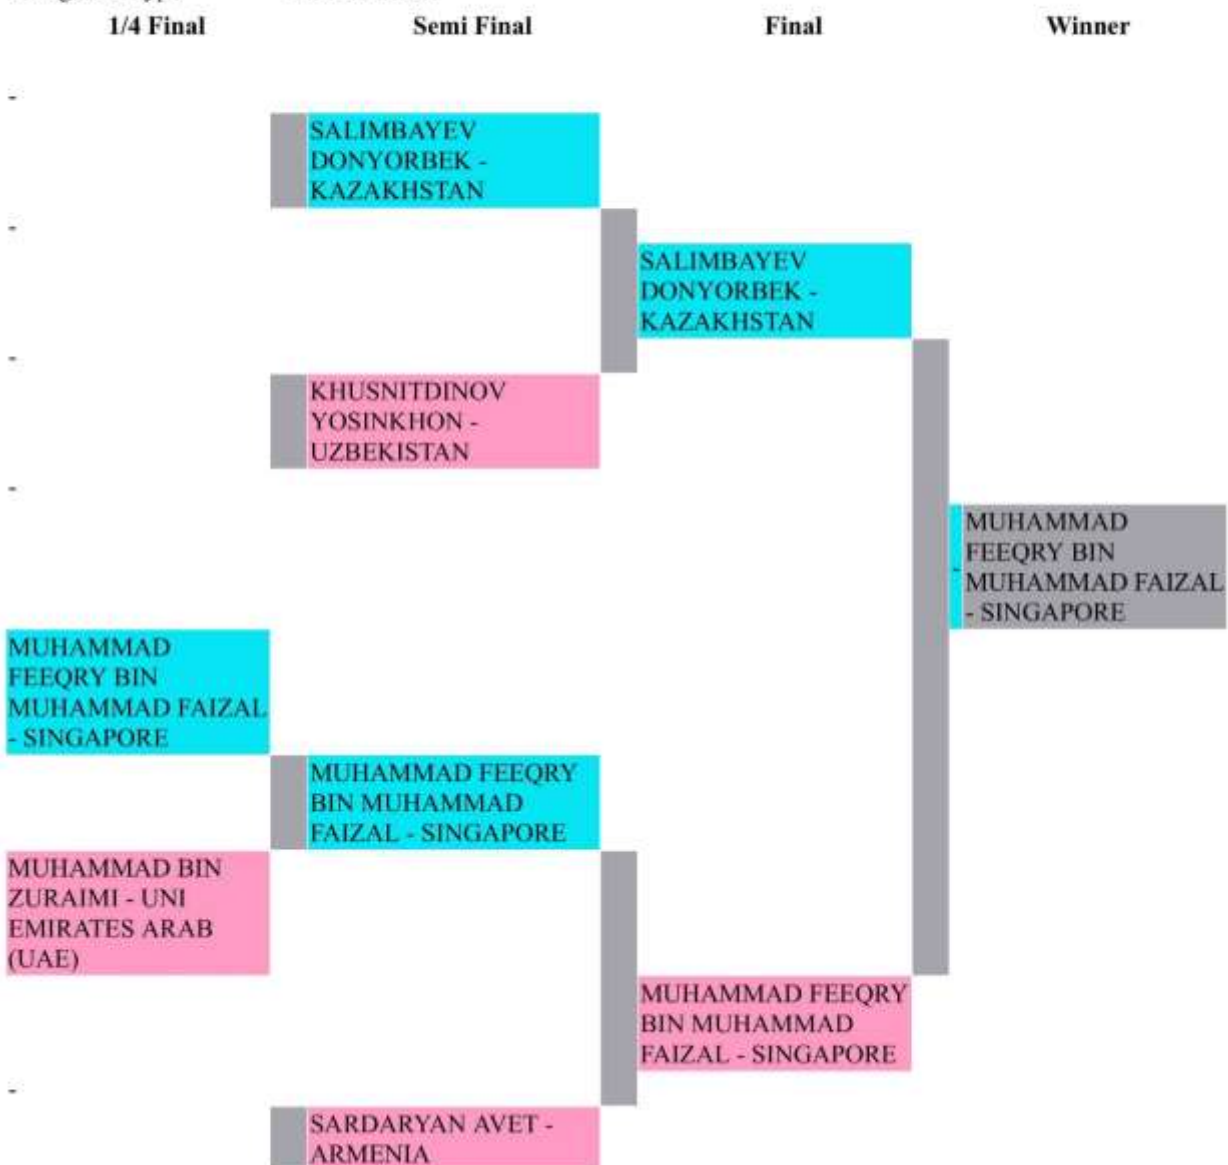 1/4 Final Semi Final Final Winner
-
SALIMBAYEV
DONYORBEK -
KAZAKHSTAN
-
SALIMBAYEV
DONYORBEK -
KAZAKHSTAN
-
KHUSNITDINOV
YOSINKHON -
UZBEKISTAN
-
-
MUHAMMAD
FEEQRY BIN
MUHAMMAD FAIZAL
- SINGAPORE
MUHAMMAD
FEEQRY BIN
MUHAMMAD FAIZAL
- SINGAPORE
MUHAMMAD FEEQRY
BIN MUHAMMAD
FAIZAL - SINGAPORE
MUHAMMAD BIN
ZURAIMI - UNI
EMIRATES ARAB
(UAE)
MUHAMMAD FEEQRY
BIN MUHAMMAD
FAIZAL - SINGAPORE
-
SARDARYAN AVET -
ARMENIA